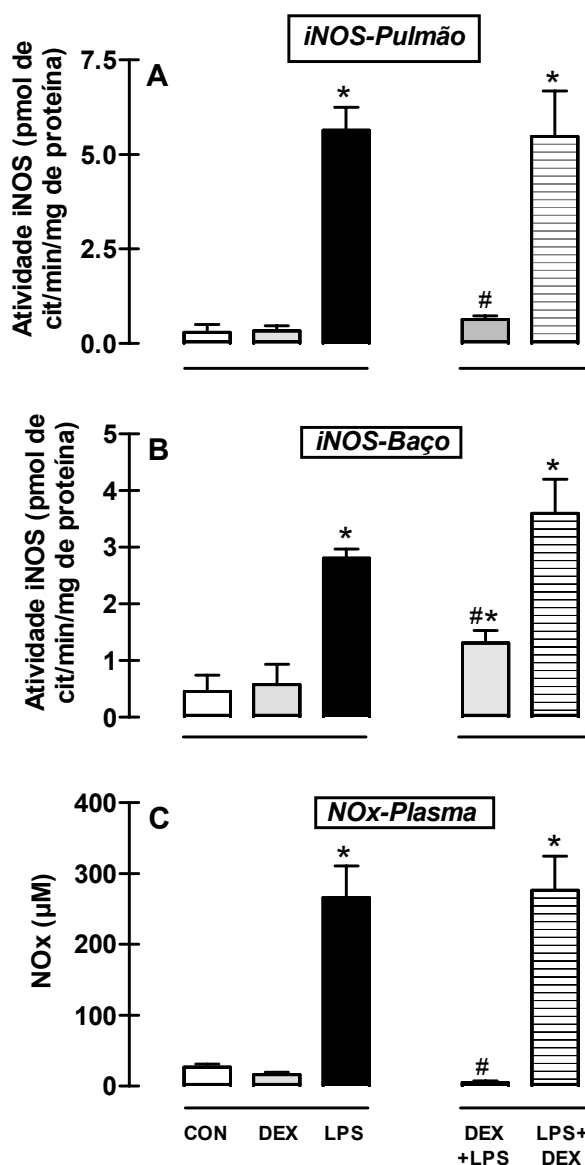 iNOS-Pulmão
A
Atividade iNOS (pmol de
cit/min/mg de proteína)
7.5
5.0
2.5
0.0
*
#
*
iNOS-Baço
B
Atividade iNOS (pmol de
cit/min/mg de proteína)
5
4
3
2
1
0
*
#*
*
NOx-Plasma
C
NOx (µM)
400
300
200
100
0
*
#
*
CON DEX LPS DEX LPS+
+LPS DEX